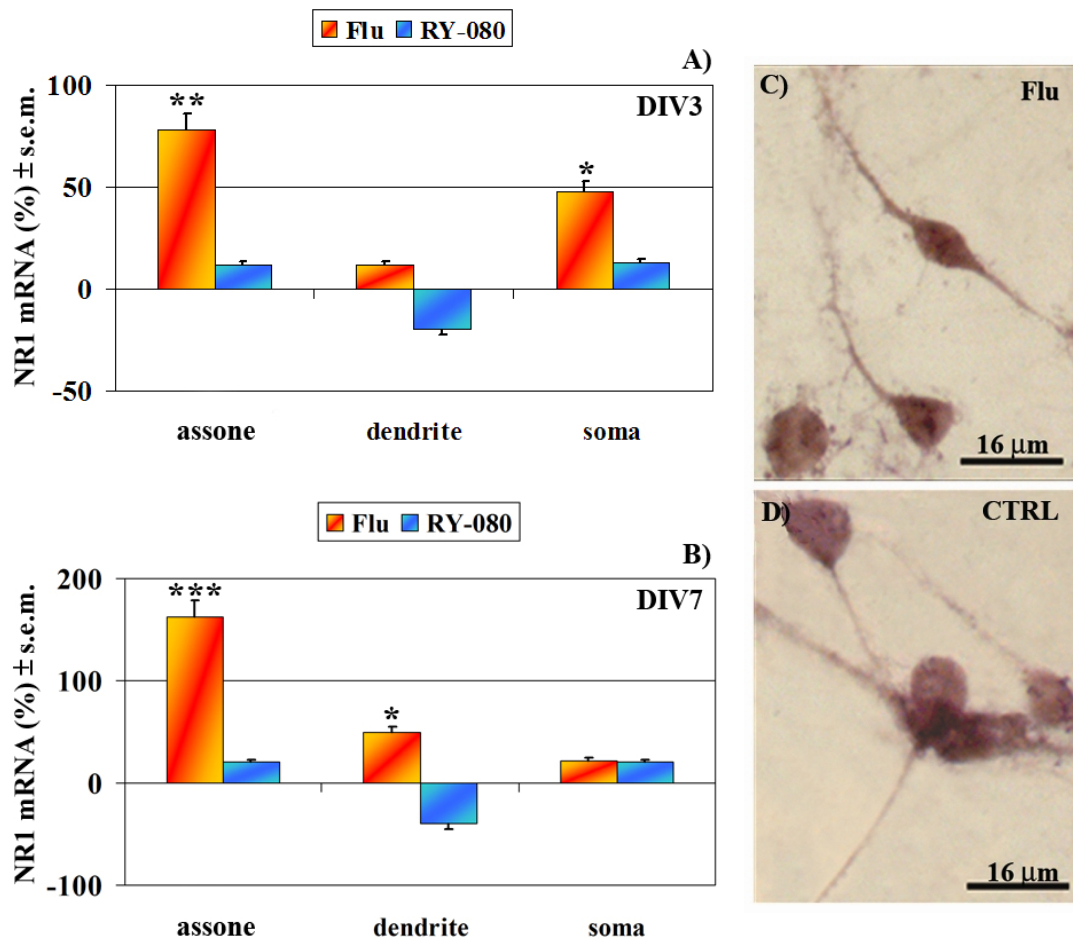 Flu RY-080
A)
DIV3
NR1 mRNA (%) ± s.e.m.
100
50
0
-50
**
*
assone dendrite soma
Flu RY-080
B)
DIV7
NR1 mRNA (%) ± s.e.m.
200
100
0
-100
***
*
assone dendrite soma
C) Flu
16 µm
D) CTRL
16 µm